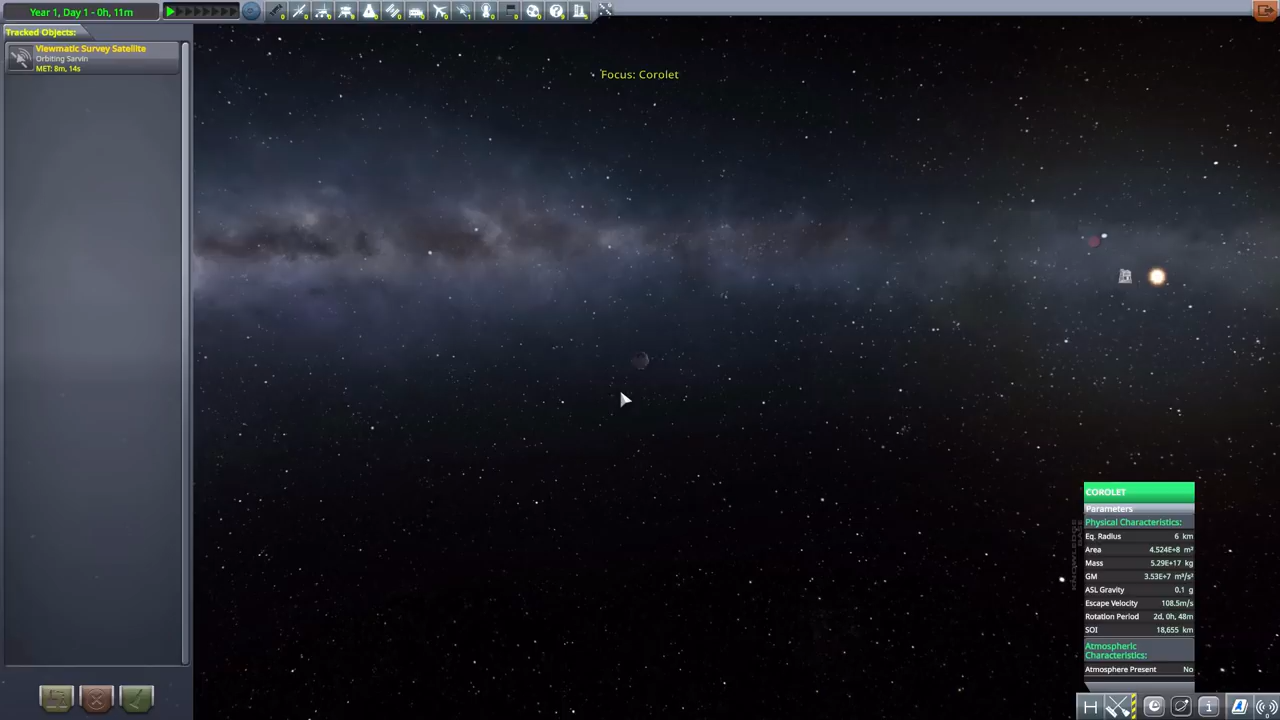 Year 1, Day 1 - 0h, 11m
Tracked Objects:
Viewmatic Survey Satellite
Orbiting Sarvin
MET: 8m, 14s
Focus: Corolet
COROLET
Parameters
Physical Characteristics:
Eq. Radius 6 km
Area 4.524E+8 m²
Mass 5.29E+17 kg
GM 3.53E+7 m³/s²
ASL Gravity 0.1 g
Escape Velocity 108.5m/s
Rotation Period 2d, 0h, 48m
SOI 18,655 km
Atmospheric
Characteristics:
Atmosphere Present No
KNOWLEDGE
BASE